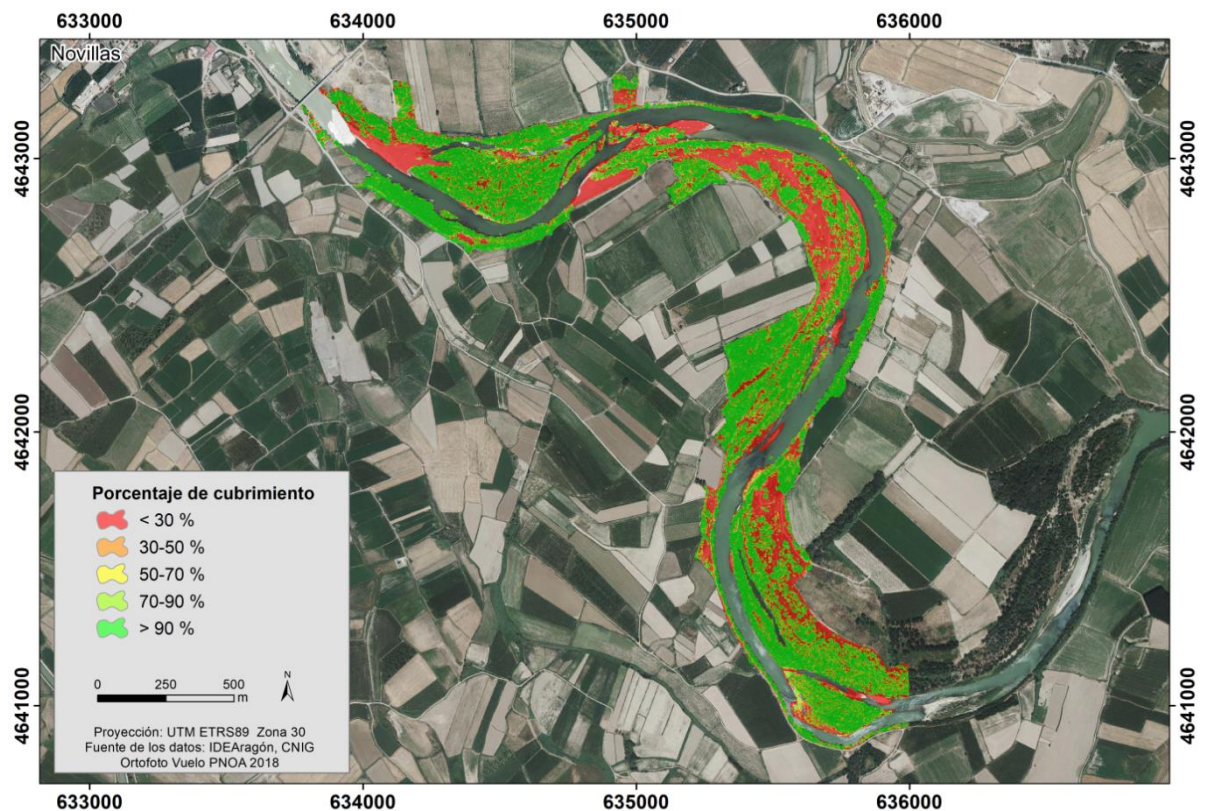 633000 634000 635000 636000
Novillas
4643000 4643000
4642000 4642000
Porcentaje de cubrimiento
< 30 %
30-50 %
50-70 %
70-90 %
> 90 %
N
0 250 500
m
4641000 4641000
Proyección: UTM ETRS89 Zona 30
Fuente de los datos: IDEAragón, CNIG
Ortofoto Vuelo PNOA 2018
633000 634000 635000 636000